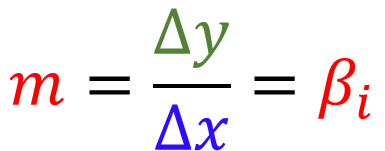 m = Δy/Δx = βᵢ